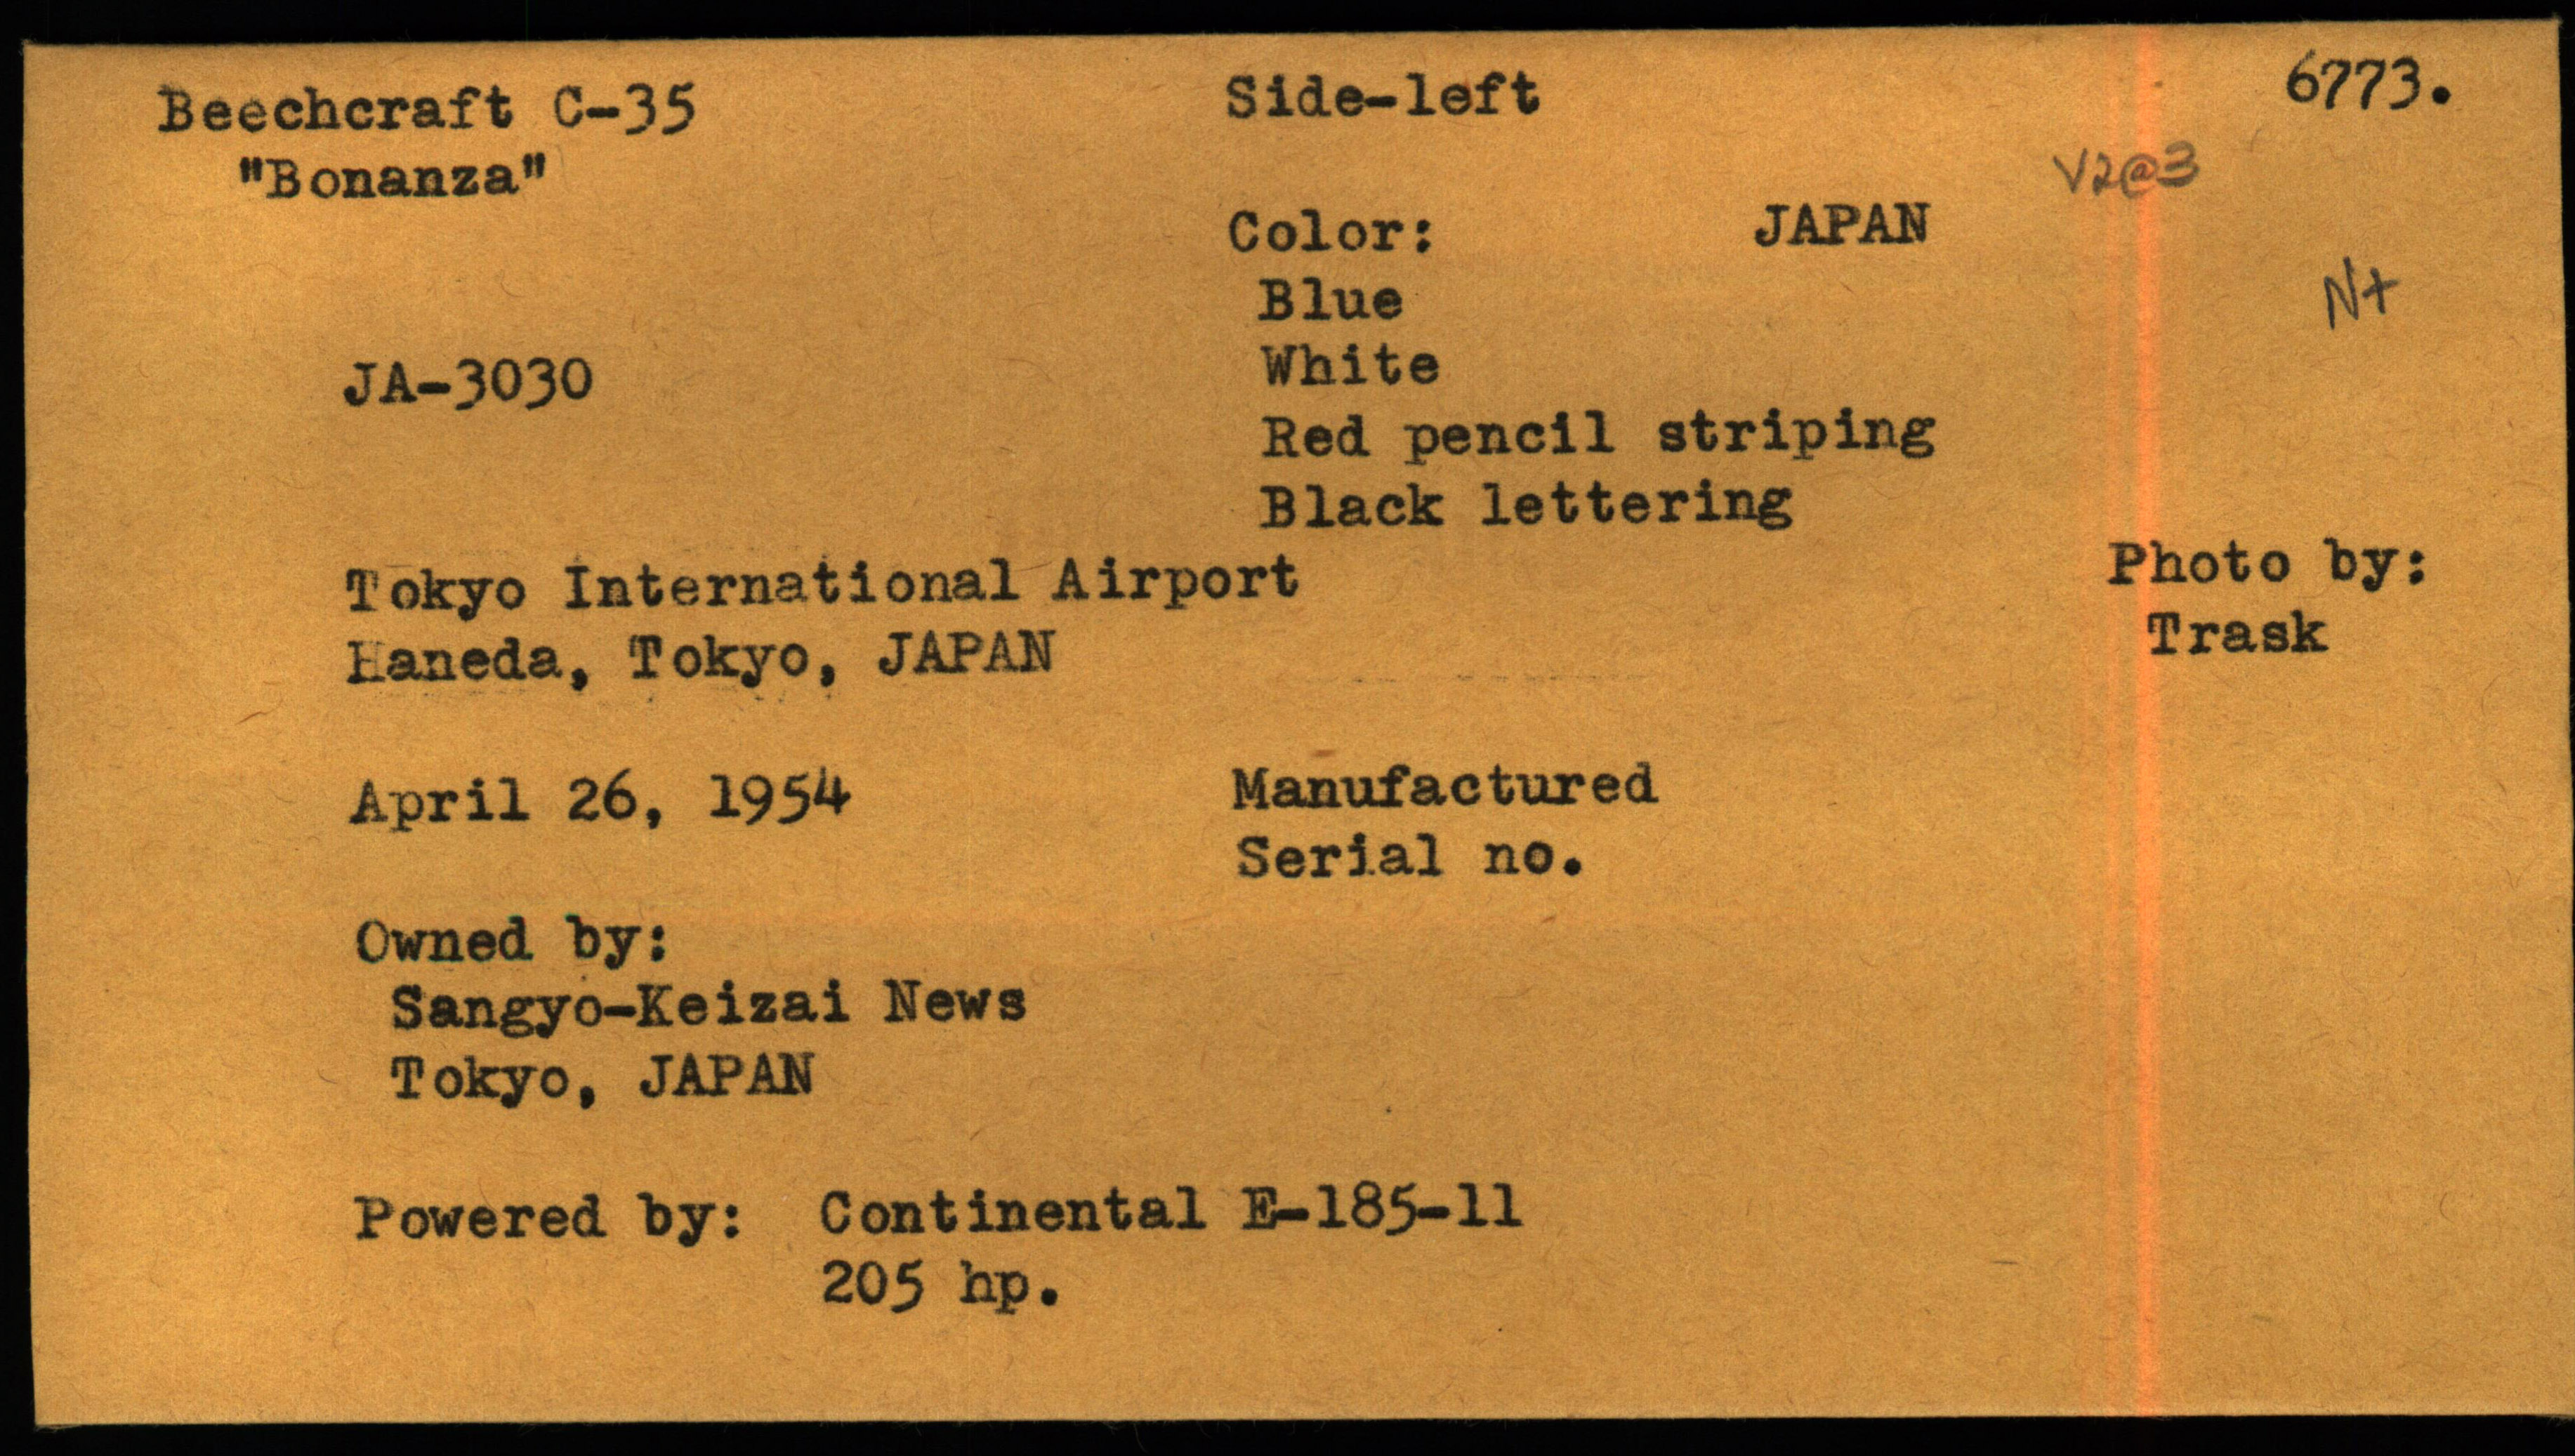 Beechcraft C-35
"Bonanza"
JA-3030
Tokyo International Airport
Haneda, Tokyo, JAPAN
April 26, 1954
Owned by:
Sangyo-Keizai News
Tokyo, JAPAN
Powered by: Continental E-185-11
205 hp.
Side-left
Color:
Blue
White
Red pencil striping
Black lettering
JAPAN
Manufactured
Serial no.
6773.
V2@3
N+
Photo by:
Trask